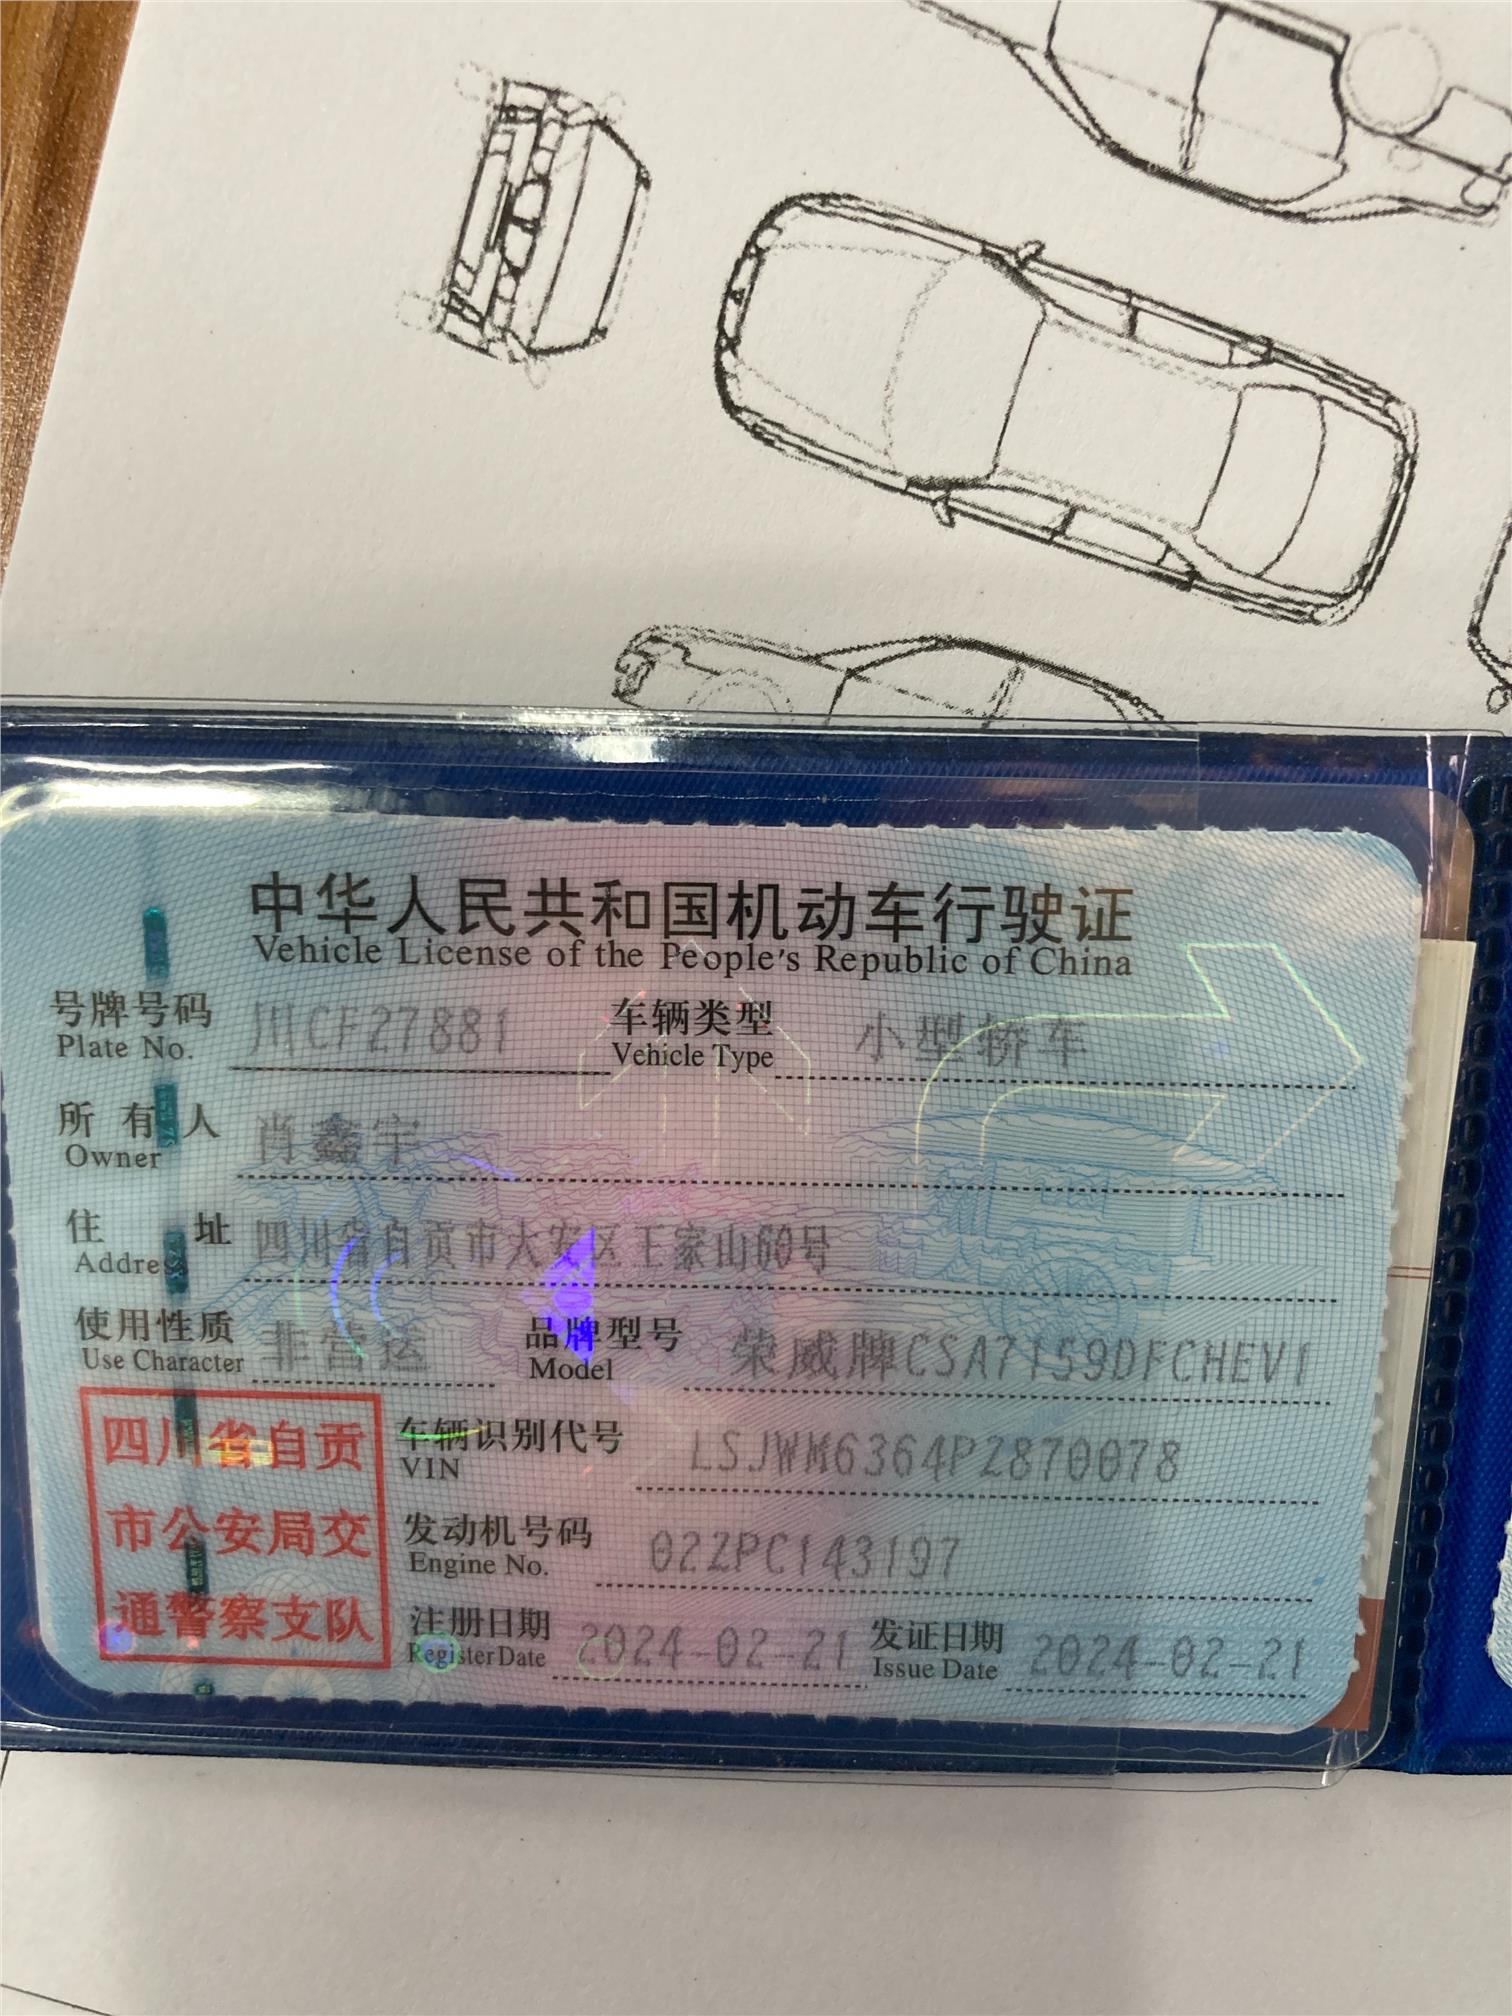 中华人民共和国机动车行驶证
Vehicle License of the People's Republic of China
号牌号码 川CF27881 车辆类型 小型轿车
Plate No. Vehicle Type
所有人 肖鑫宇
Owner
住址 四川省自贡市大安区王家山60号
Address
使用性质 非营运 品牌型号 荣威牌CSA7159DFCHEV1
Use Character Model
四川省自贡
市公安局交
通警察支队
车辆识别代号 LSJWM6364PZ870078
VIN
发动机号码 02ZPC143197
Engine No.
注册日期 2024-02-21 发证日期 2024-02-21
Register Date Issue Date